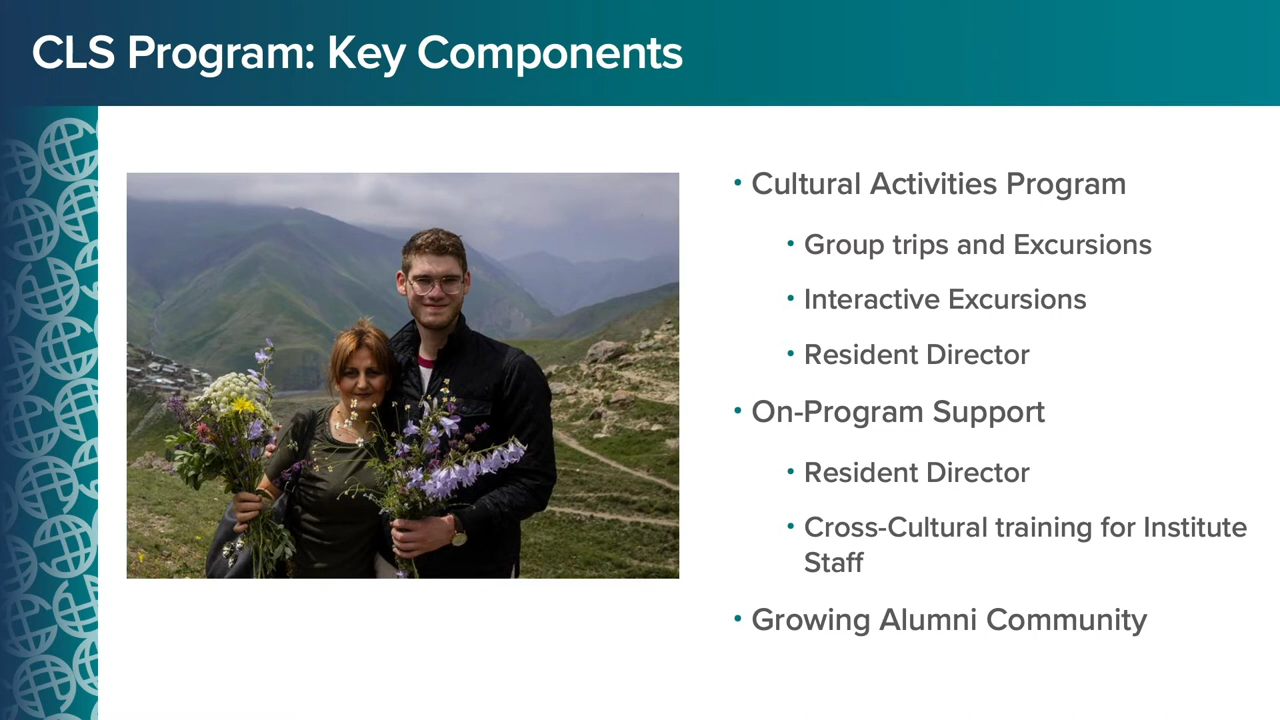 CLS Program: Key Components
• Cultural Activities Program
• Group trips and Excursions
• Interactive Excursions
• Resident Director
• On-Program Support
• Resident Director
• Cross-Cultural training for Institute
Staff
• Growing Alumni Community